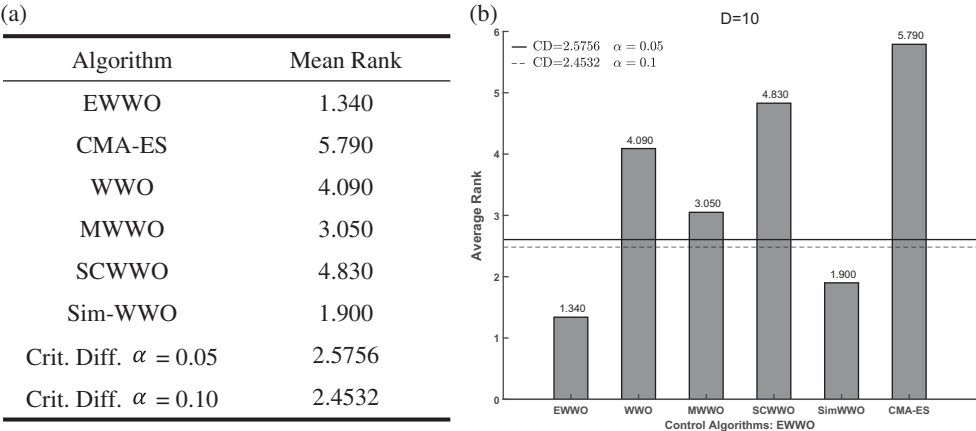 (a)
Algorithm Mean Rank
EWWO 1.340
CMA-ES 5.790
WWO 4.090
MWWO 3.050
SCWWO 4.830
Sim-WWO 1.900
Crit. Diff. α = 0.05 2.5756
Crit. Diff. α = 0.10 2.4532
(b)
D=10
CD=2.5756 α = 0.05
CD=2.4532 α = 0.1
Average Rank
6
5
4
3
2
1
0
1.340
4.090
3.050
4.830
1.900
5.790
EWWO WWO MWWO SCWWO SimWWO CMA-ES
Control Algorithms: EWWO